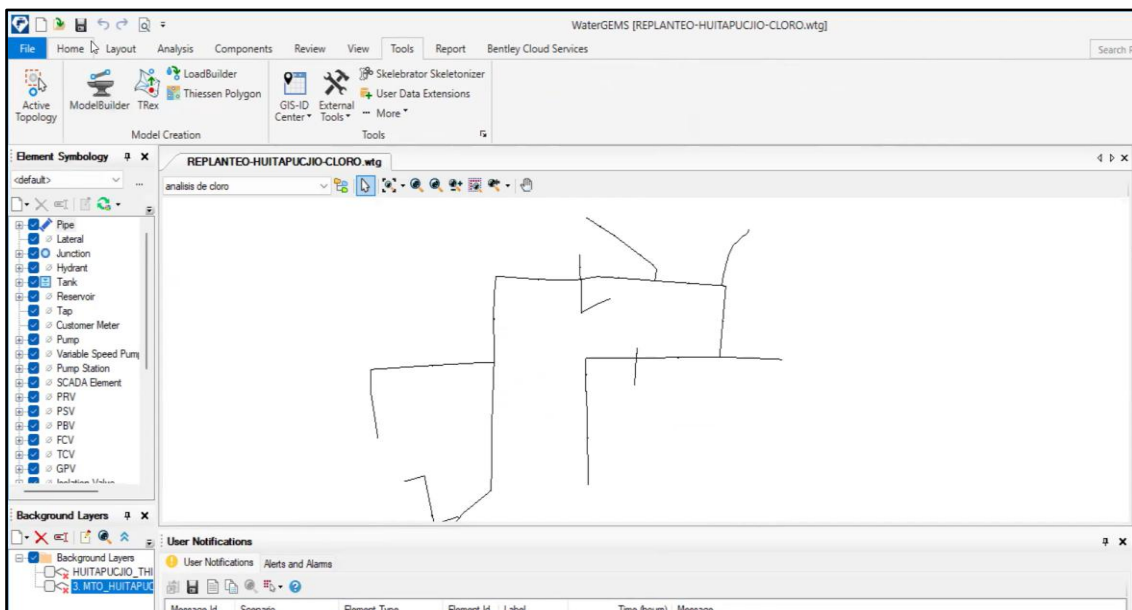 WaterGEMS [REPLANTEO-HUITAPUCJIO-CLORO.wtg]
File Home Layout Analysis Components Review View Tools Report Bentley Cloud Services Search
Active Topology
ModelBuilder
TRex
LoadBuilder
Thiessen Polygon
Model Creation
GIS-ID Center
External Tools
Skelebrator Skeletonizer
User Data Extensions
More
Tools
Element Symbology
<default>
...
Pipe
Lateral
Junction
Hydrant
Tank
Reservoir
Tap
Customer Meter
Pump
Variable Speed Pump
Pump Station
SCADA Element
PRV
PSV
PBV
FCV
TCV
GPV
Isolation Valve
REPLANTEO-HUITAPUCJIO-CLORO.wtg
analisis de cloro
Background Layers
Background Layers
HUITAPUCJIO_THI
3. MTO_HUITAPUC
User Notifications
User Notifications Alerts and Alarms
Message Id Scenario Element Type Element Id Label Time (hours) Message